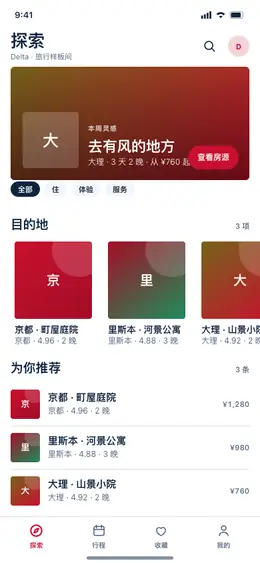 9:41
探索
Delta · 旅行样板间
D
大
本周灵感
去有风的地方
大理 · 3 天 2 晚 · 从 ¥760 起
查看房源
全部
住
体验
服务
目的地
3 项
京
里
大
京都 · 町屋庭院
京都 · 4.96 · 2 晚
里斯本 · 河景公寓
里斯本 · 4.88 · 3 晚
大理 · 山景小院
大理 · 4.92 · 2 晚
为你推荐
3 条
京
京都 · 町屋庭院
京都 · 4.96 · 2 晚
¥1,280
里
里斯本 · 河景公寓
里斯本 · 4.88 · 3 晚
¥980
大
大理 · 山景小院
大理 · 4.92 · 2 晚
¥760
探索
行程
收藏
我的